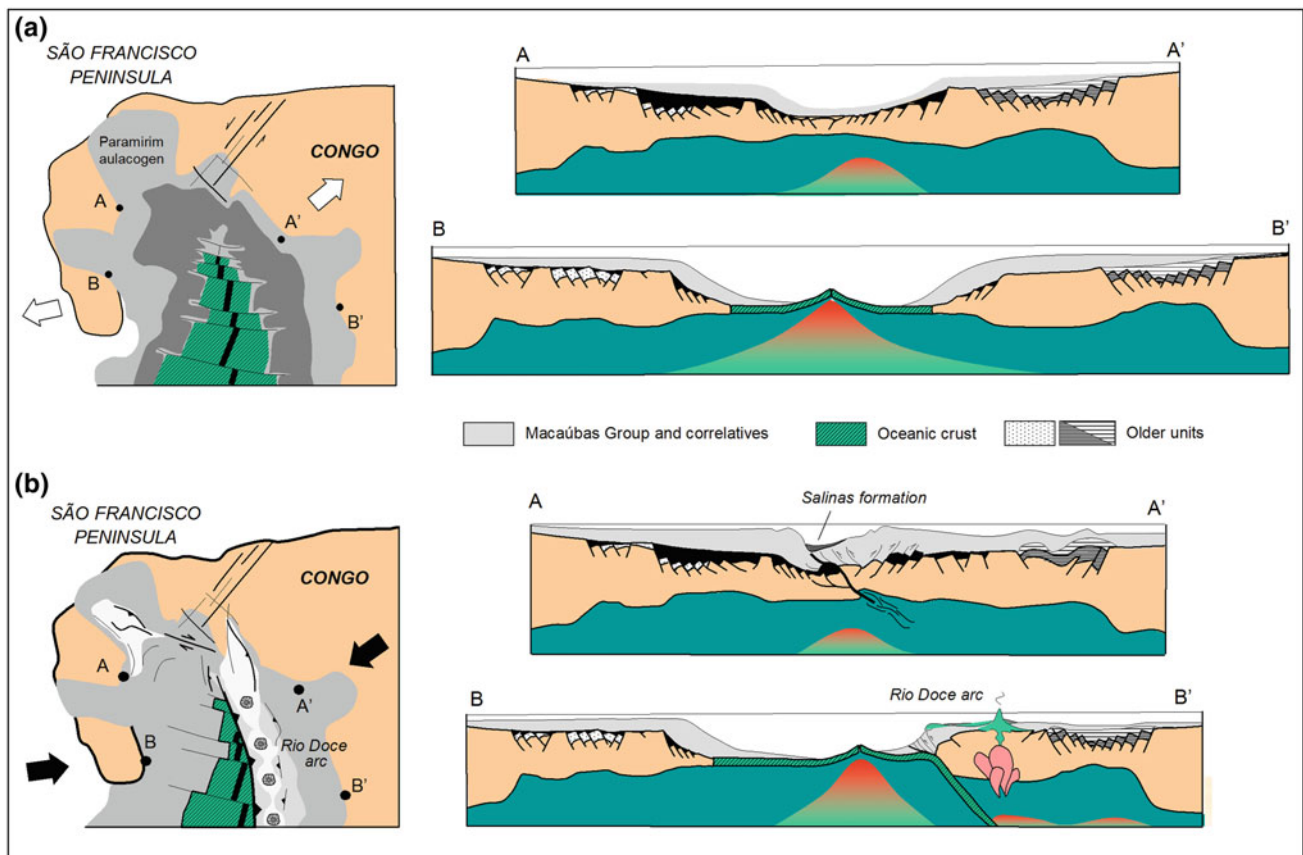 (a)
SÃO FRANCISCO
PENINSULA
Paramirim
aulacogen
CONGO
A
A'
B
B'
A
A'
B
B'
Macaúbas Group and correlatives
Oceanic crust
Older units
(b)
SÃO FRANCISCO
PENINSULA
CONGO
A
A'
B
Rio Doce
arc
B'
A
Salinas formation
A'
B
Rio Doce arc
B'